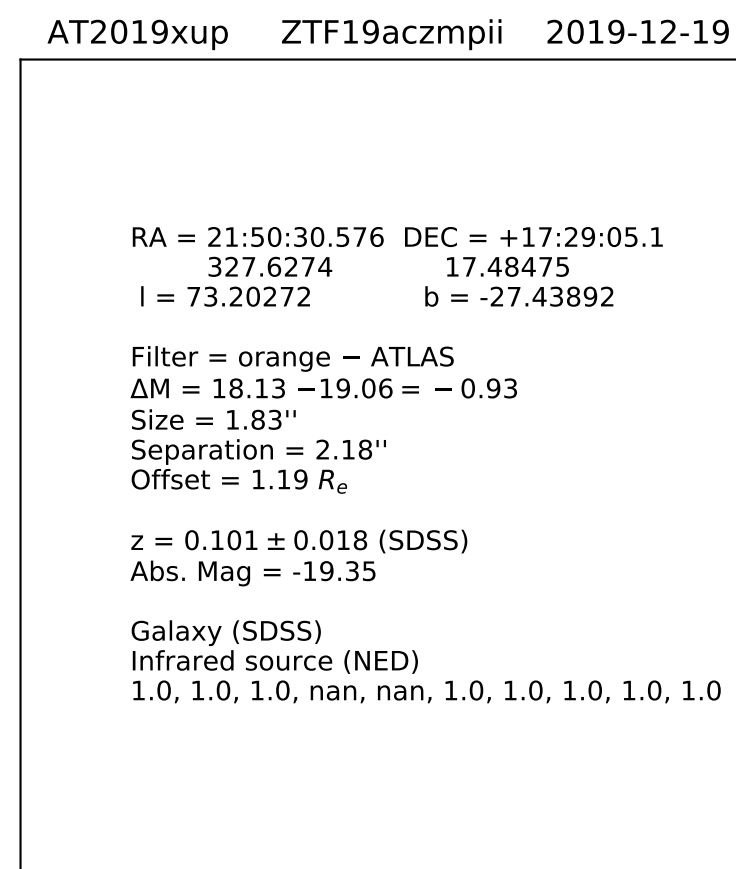 AT2019xup ZTF19aczmpii 2019-12-19
RA = 21:50:30.576 DEC = +17:29:05.1
327.6274 17.48475
l = 73.20272 b = -27.43892
Filter = orange − ATLAS
ΔM = 18.13 −19.06 = − 0.93
Size = 1.83''
Separation = 2.18''
Offset = 1.19 Rₑ
z = 0.101 ± 0.018 (SDSS)
Abs. Mag = -19.35
Galaxy (SDSS)
Infrared source (NED)
1.0, 1.0, 1.0, nan, nan, 1.0, 1.0, 1.0, 1.0, 1.0